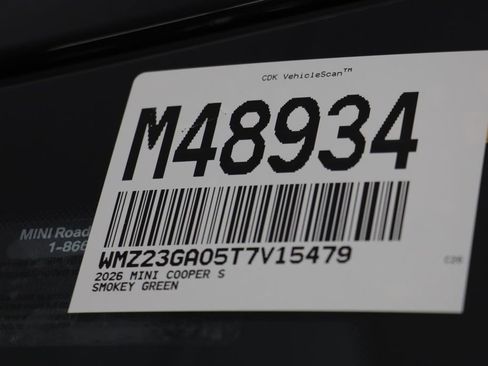 CDK VehicleScan™
M48934
WMZ23GA05T7V15479
2026 MINI COOPER S
SMOKEY GREEN
CDK
MINI Road
1-866